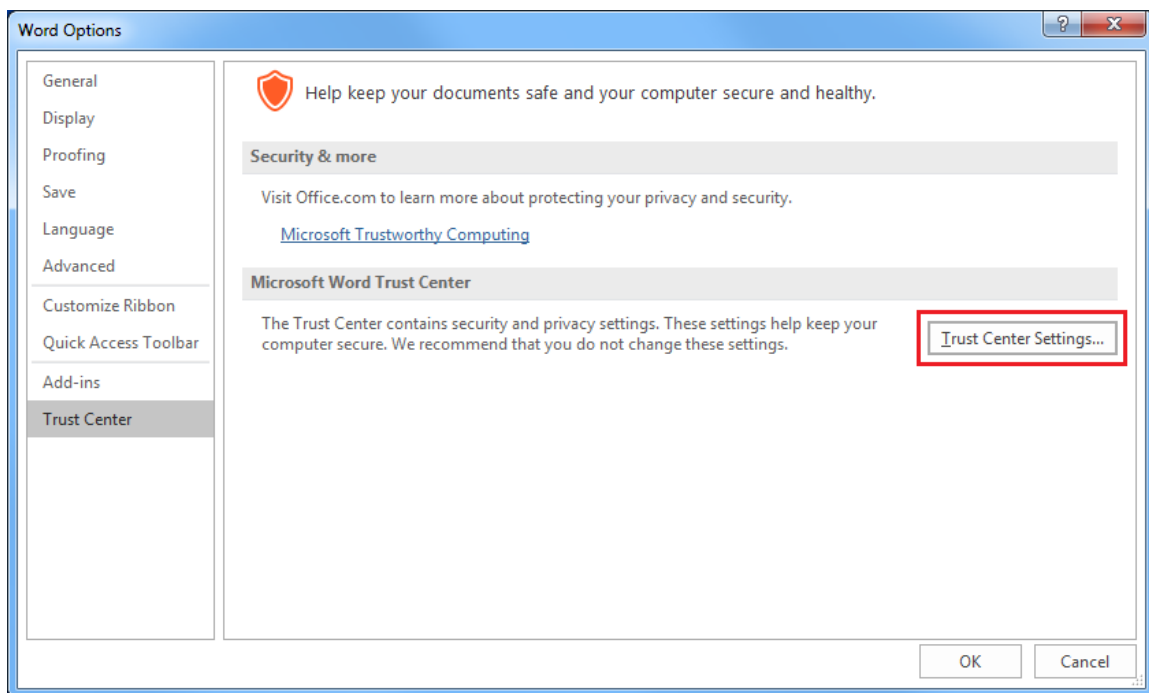 Word Options
General
Display
Proofing
Save
Language
Advanced
Customize Ribbon
Quick Access Toolbar
Add-ins
Trust Center
Help keep your documents safe and your computer secure and healthy.
Security & more
Visit Office.com to learn more about protecting your privacy and security.
Microsoft Trustworthy Computing
Microsoft Word Trust Center
The Trust Center contains security and privacy settings. These settings help keep your
computer secure. We recommend that you do not change these settings.
Trust Center Settings...
OK
Cancel